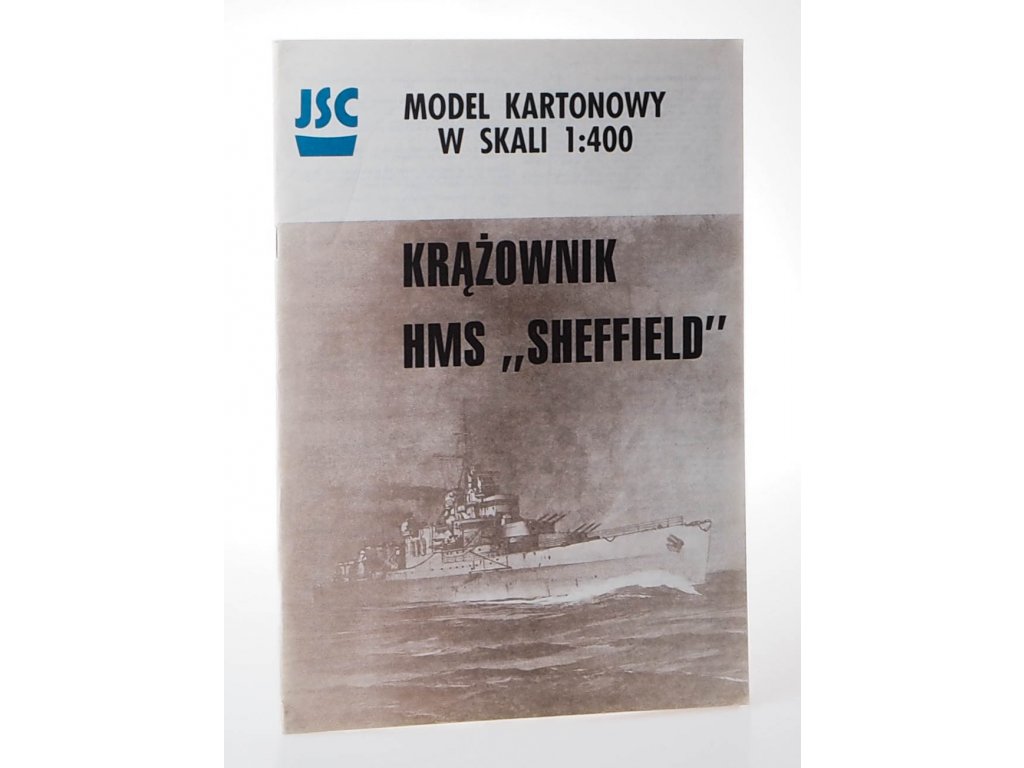 JSC
MODEL KARTONOWY
W SKALI 1:400
KRĄŻOWNIK
HMS ,,SHEFFIELD"